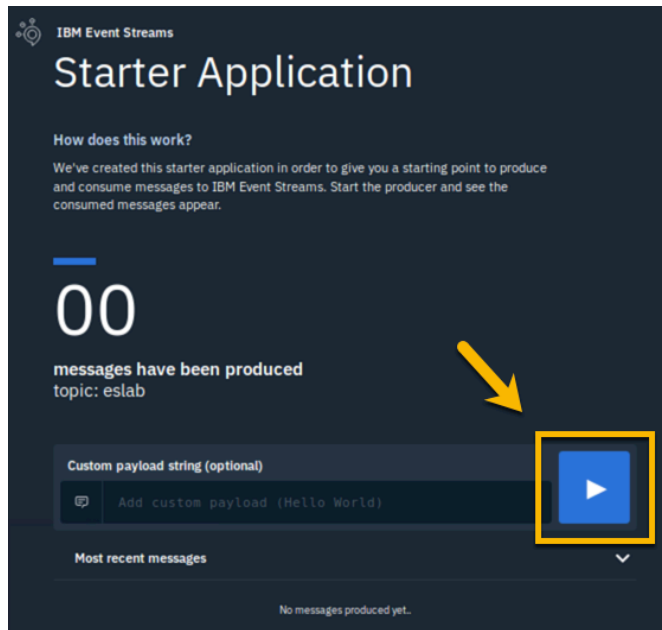 IBM Event Streams
Starter Application
How does this work?
We've created this starter application in order to give you a starting point to produce
and consume messages to IBM Event Streams. Start the producer and see the
consumed messages appear.
00
messages have been produced
topic: eslab
Custom payload string (optional)
Add custom payload (Hello World)
Most recent messages
No messages produced yet..